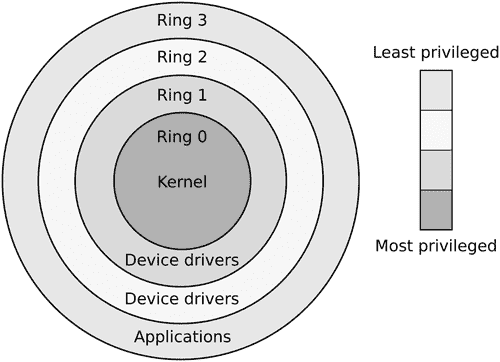 Ring 3
Ring 2
Ring 1
Ring 0
Kernel
Device drivers
Device drivers
Applications
Least privileged
Most privileged